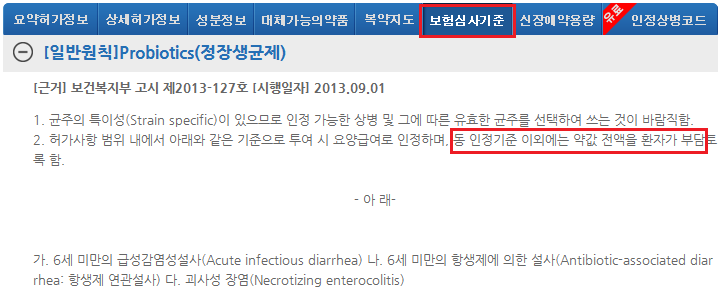 요약허가정보 상세허가정보 성분정보 대체가능의약품 복약지도 보험심사기준 신장예약용량 유료 인정상병코드
[일반원칙]Probiotics(정장생균제)
[근거] 보건복지부 고시 제2013-127호 [시행일자] 2013.09.01
1. 균주의 특이성(Strain specific)이 있으므로 인정 가능한 상병 및 그에 따른 유효한 균주를 선택하여 쓰는 것이 바람직함.
2. 허가사항 범위 내에서 아래와 같은 기준으로 투여 시 요양급여로 인정하며, 동 인정기준 이외에는 약값 전액을 환자가 부담토
록 함.
- 아 래-
가. 6세 미만의 급성감염성설사(Acute infectious diarrhea) 나. 6세 미만의 항생제에 의한 설사(Antibiotic-associated diar
rhea: 항생제 연관설사) 다. 괴사성 장염(Necrotizing enterocolitis)